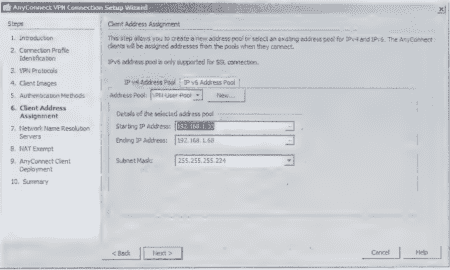 AnyConnect VPN Connection Setup Wizard
Steps
1. Introduction
2. Connection Profile
Identification
3. VPN Protocols
4. Client Images
5. Authentication Methods
6. Client Address
Assignment
7. Network Name Resolution
Servers
8. NAT Exempt
9. AnyConnect Client
Deployment
10. Summary
Client Address Assignment
This step allows you to create a new address pool or select an existing address pool for IPv4 and IPv6. The AnyConnect
clients will be assigned addresses from the pools when they connect.
IPv6 address pool is only supported for SSL connection.
IP v4 Address Pool IP v6 Address Pool
Address Pool: VPN-User-Pool New...
Details of the selected address pool
Starting IP Address:
Ending IP Address: 192.168.1.60
Subnet Mask: 255.255.255.224
< Back Next > Cancel Help